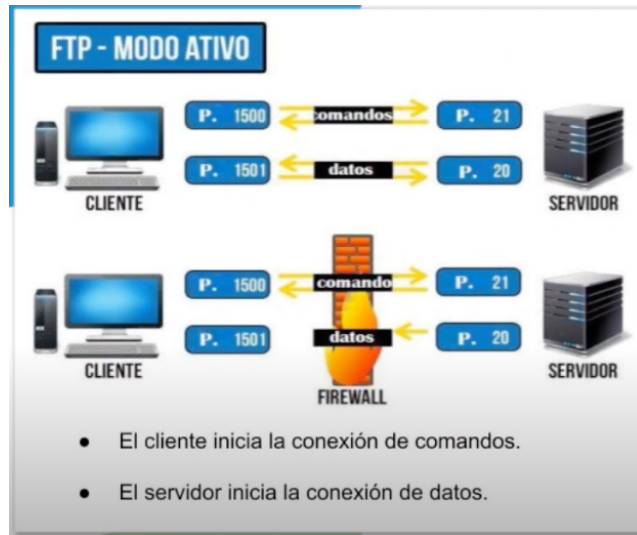 FTP - MODO ATIVO
P. 1500 comandos P. 21
P. 1501 datos P. 20
CLIENTE SERVIDOR
P. 1500 comando P. 21
P. 1501 datos P. 20
CLIENTE SERVIDOR
FIREWALL
● El cliente inicia la conexión de comandos.
● El servidor inicia la conexión de datos.